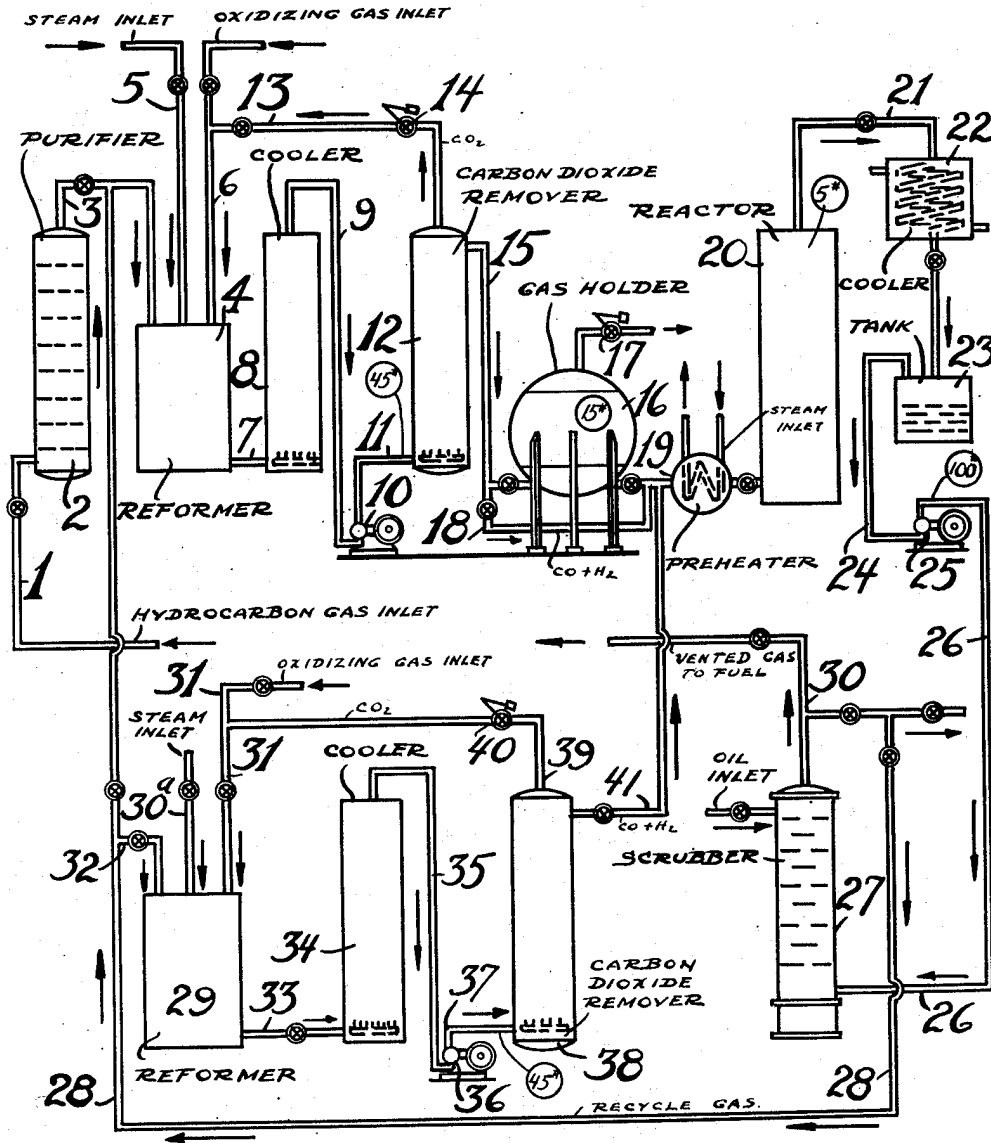 STEAM INLET
OXIDIZING GAS INLET
5
13
14
21
22
PURIFIER
COOLER
CO2
CARBON DIOXIDE
REMOVER
5#
REACTOR
3
6
9
15
20
COOLER
GAS HOLDER
TANK
4
12
17
23
8
45#
15#
16
STEAM
INLET
7
11
19
100#
2
REFORMER
10
18
CO+H2
PREHEATER
24
25
1
HYDROCARBON GAS INLET
26
VENTED GAS
TO FUEL
OXIDIZING GAS INLET
31
30
STEAM
INLET
CO2
40
COOLER
39
31
OIL
INLET
30a
41
CO+H2
32
SCRUBBER
35
27
34
CARBON
DIOXIDE
REMOVER
29
33
37
26
REFORMER
36
45#
38
28
28
RECYCLE GAS.